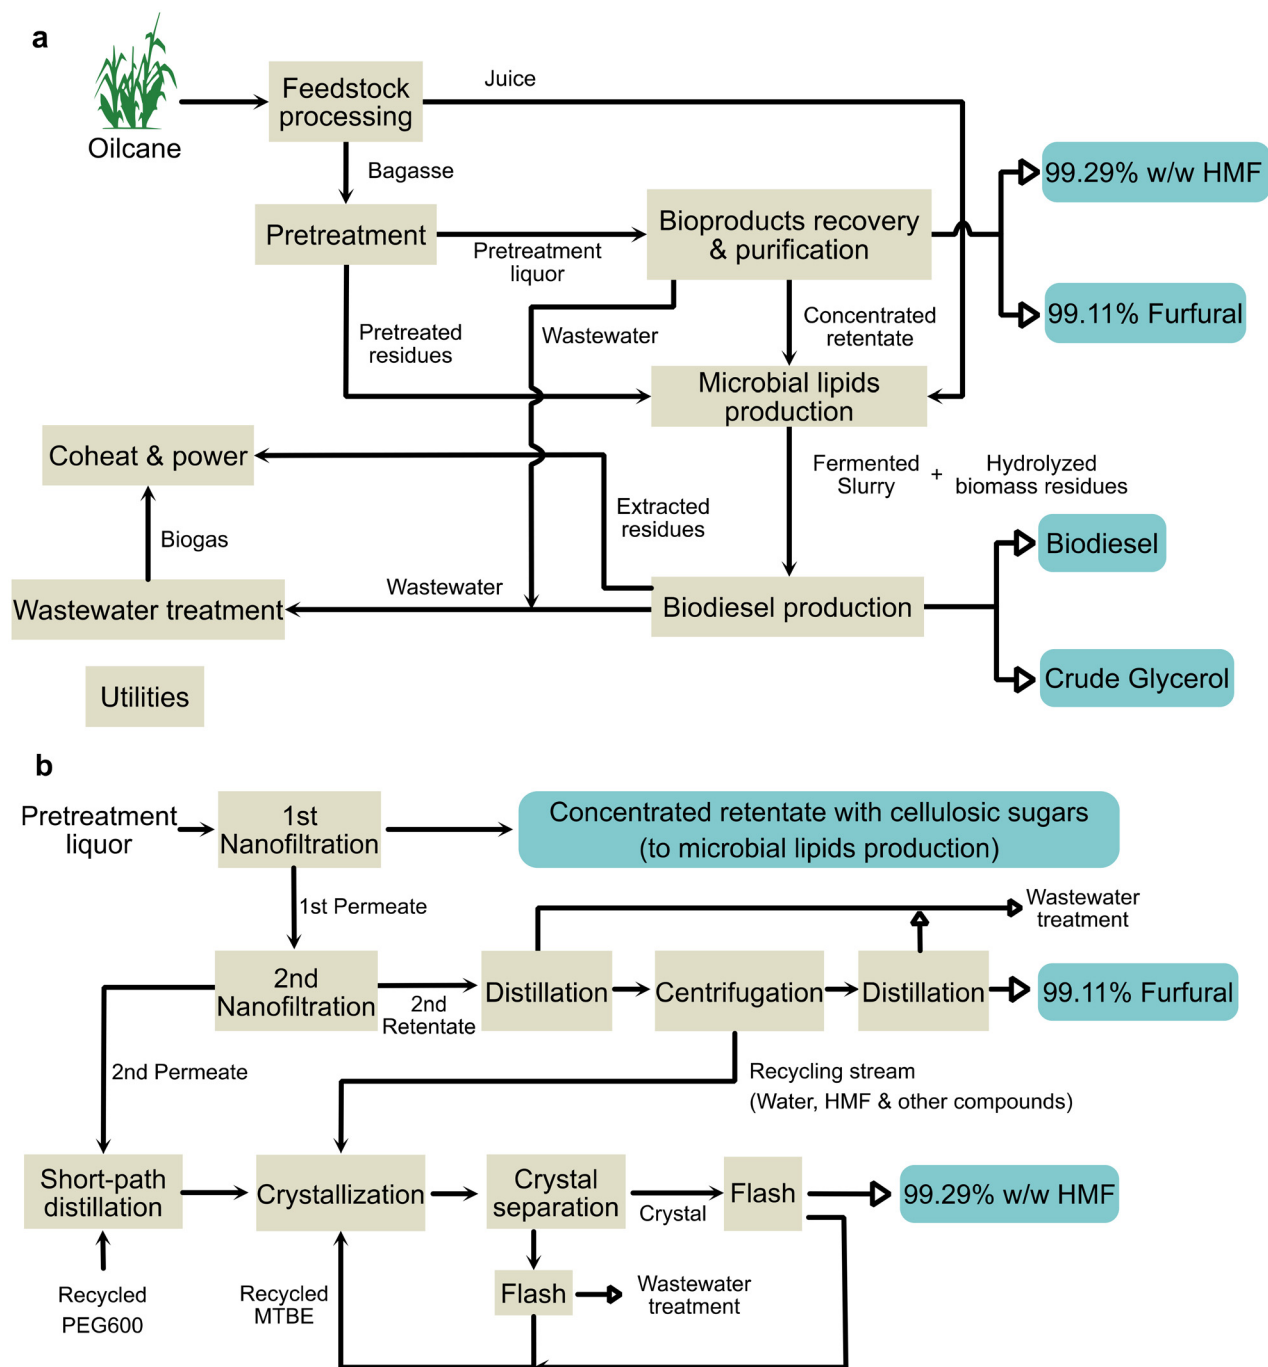 a
Oilcane
Feedstock
processing
Juice
Bagasse
Pretreatment
Pretreatment
liquor
Bioproducts recovery
& purification
99.29% w/w HMF
99.11% Furfural
Pretreated
residues
Wastewater
Concentrated
retentate
Microbial lipids
production
Coheat & power
Fermented
Slurry
+
Hydrolyzed
biomass residues
Extracted
residues
Biogas
Biodiesel
Wastewater treatment
Wastewater
Biodiesel production
Crude Glycerol
Utilities
b
Pretreatment
liquor
1st
Nanofiltration
Concentrated retentate with cellulosic sugars
(to microbial lipids production)
1st Permeate
Wastewater
treatment
2nd
Nanofiltration
2nd
Retentate
Distillation
Centrifugation
Distillation
99.11% Furfural
2nd Permeate
Recycling stream
(Water, HMF & other compounds)
Short-path
distillation
Crystallization
Crystal
separation
Crystal
Flash
99.29% w/w HMF
Recycled
PEG600
Recycled
MTBE
Flash
Wastewater
treatment